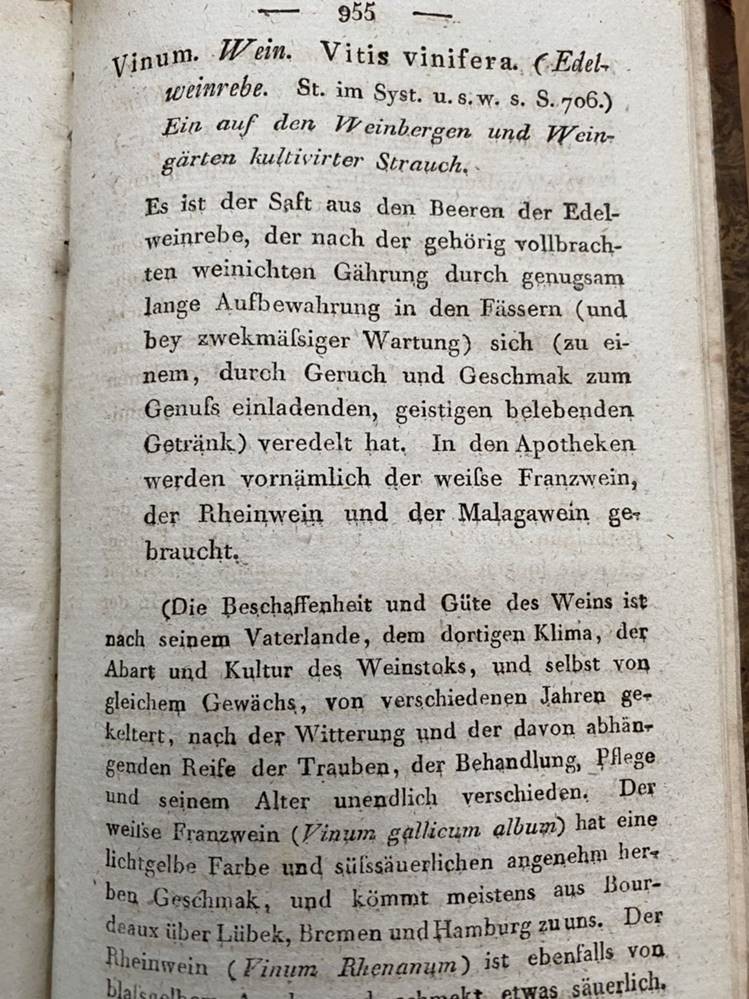 — 955 —
Vinum. Wein. Vitis vinifera. (Edel-
weinrebe. St. im Syst. u. s. w. s. S. 706.)
Ein auf den Weinbergen und Wein-
gärten kultivirter Strauch.
Es ist der Saft aus den Beeren der Edel-
weinrebe, der nach der gehörig vollbrach-
ten weinichten Gährung durch genugsam
lange Aufbewahrung in den Fässern (und
bey zwekmäſsiger Wartung) sich (zu ei-
nem, durch Geruch und Geschmak zum
Genuſs einladenden, geistigen belebenden
Getränk) veredelt hat. In den Apotheken
werden vornämlich der weiſse Franzwein,
der Rheinwein und der Malagawein ge-
braucht.
(Die Beschaffenheit und Güte des Weins ist
nach seinem Vaterlande, dem dortigen Klima, der
Abart und Kultur des Weinstoks, und selbst von
gleichem Gewächs, von verschiedenen Jahren ge-
keltert, nach der Witterung und der davon abhän-
genden Reife der Trauben, der Behandlung, Pflege
und seinem Alter unendlich verschieden. Der
weiſse Franzwein (Vinum gallicum album) hat eine
lichtgelbe Farbe und süſssäuerlichen angenehm her-
ben Geschmak, und kömmt meistens aus Bour-
deaux über Lübek, Bremen und Hamburg zu uns. Der
Rheinwein (Vinum Rhenanum) ist ebenfalls von
etwas säuerlich.